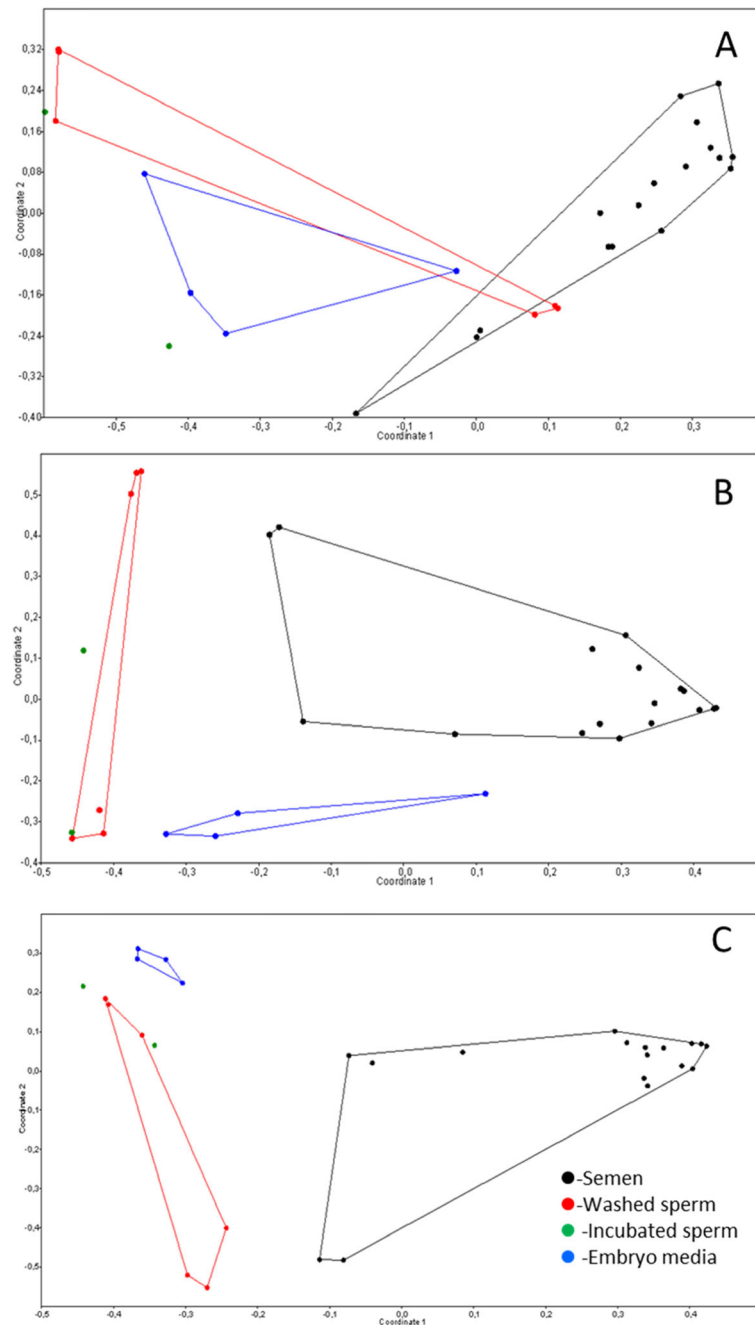 A
0,32
0,24
0,16
0,08
0,00
-0,08
-0,16
-0,24
-0,32
-0,40
Coordinate 2
-0,5 -0,4 -0,3 -0,2 -0,1 0,0 0,1 0,2 0,3
Coordinate 1
B
0,5
0,4
0,3
0,2
0,1
0,0
-0,1
-0,2
-0,3
-0,4
Coordinate 2
-0,5 -0,4 -0,3 -0,2 -0,1 0,0 0,1 0,2 0,3 0,4
Coordinate 1
C
0,3
0,2
0,1
0,0
-0,1
-0,2
-0,3
-0,4
-0,5
Coordinate 2
-Semen
-Washed sperm
-Incubated sperm
-Embryo media
-0,5 -0,4 -0,3 -0,2 -0,1 0,0 0,1 0,2 0,3 0,4
Coordinate 1